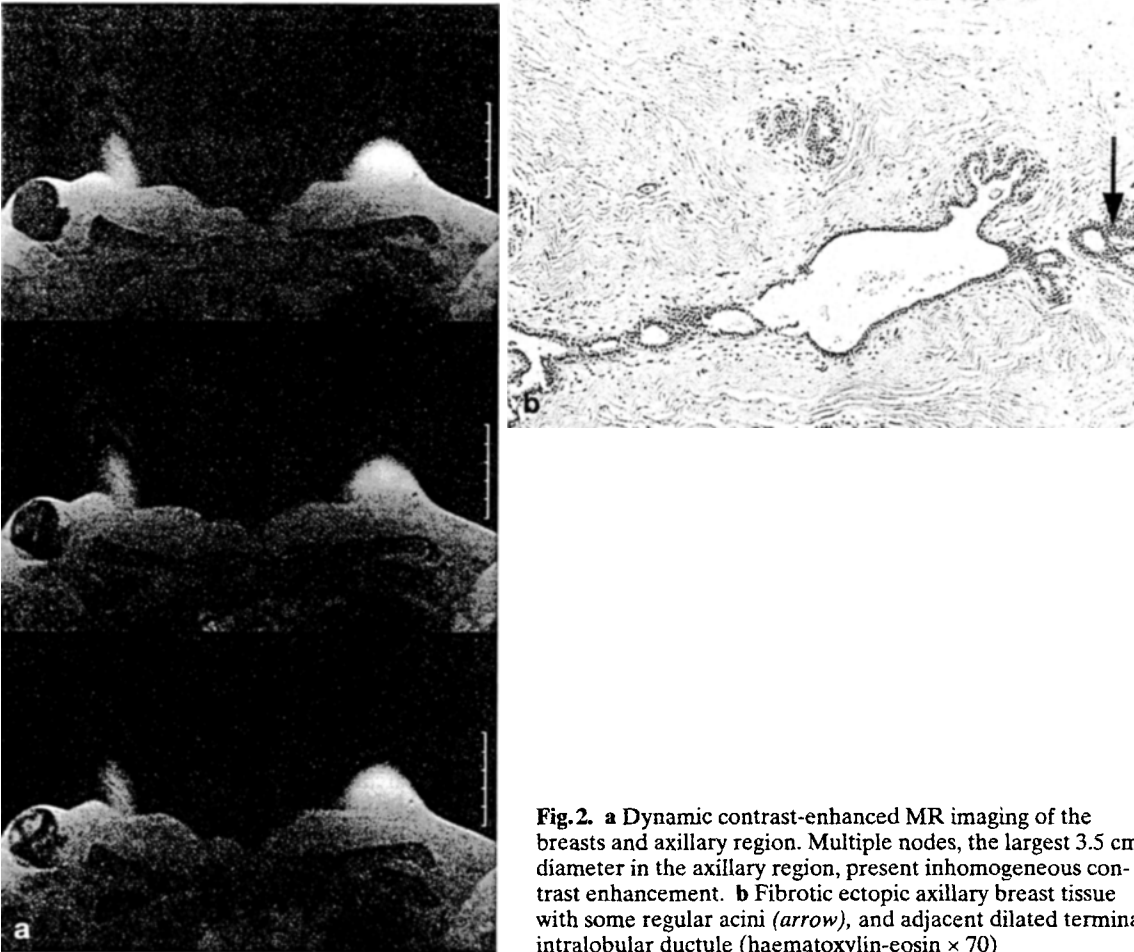 a
b
Fig.2. a Dynamic contrast-enhanced MR imaging of the
breasts and axillary region. Multiple nodes, the largest 3.5 cm
diameter in the axillary region, present inhomogeneous con-
trast enhancement. b Fibrotic ectopic axillary breast tissue
with some regular acini (arrow), and adjacent dilated termina
intralobular ductule (haematoxylin-eosin × 70)